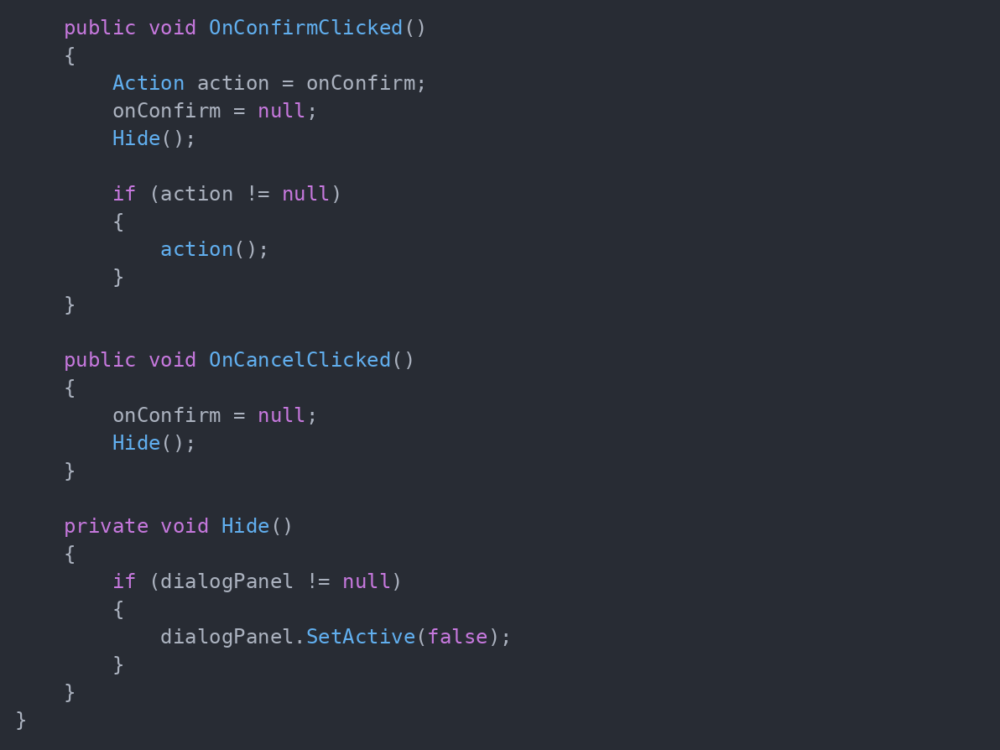 public void OnConfirmClicked()
    {
        Action action = onConfirm;
        onConfirm = null;
        Hide();

        if (action != null)
        {
            action();
        }
    }

    public void OnCancelClicked()
    {
        onConfirm = null;
        Hide();
    }

    private void Hide()
    {
        if (dialogPanel != null)
        {
            dialogPanel.SetActive(false);
        }
    }
}